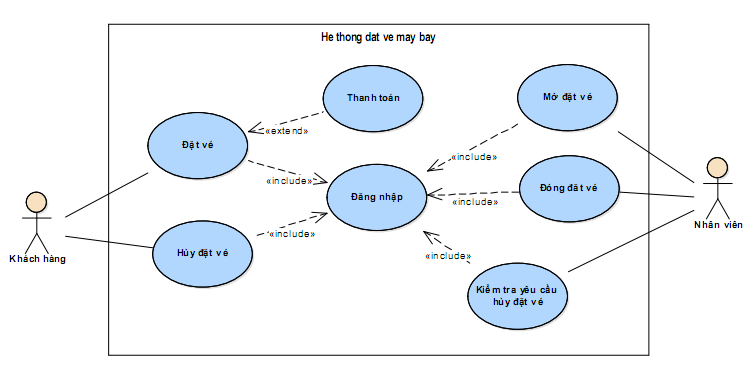 He thong dat ve may bay
Thanh toán
Mở đặt vé
«extend»
Đặt vé
«include»
«include»
Đăng nhập
Đóng đăt vé
«include»
Khách hàng
Hủy đặt vé
«include»
Nhân viên
«include»
Kiểm tra yêu cầu
hủy đặt vé